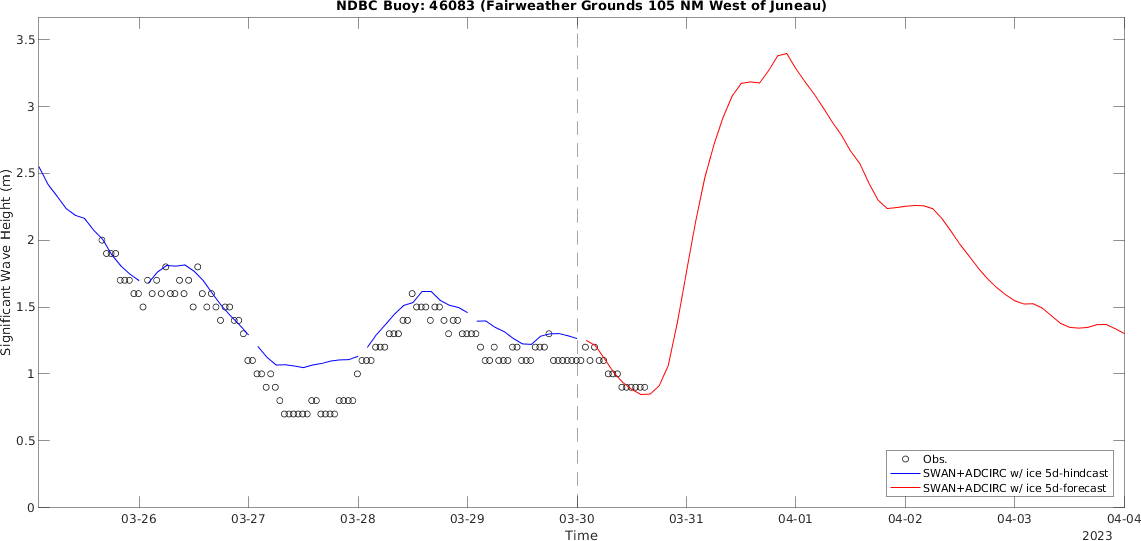 NDBC Buoy: 46083 (Fairweather Grounds 105 NM West of Juneau)
Significant Wave Height (m)
3.5
3
2.5
2
1.5
1
0.5
0
03-26 03-27 03-28 03-29 03-30 03-31 04-01 04-02 04-03 04-04
Time
2023
Obs.
SWAN+ADCIRC w/ ice 5d-hindcast
SWAN+ADCIRC w/ ice 5d-forecast